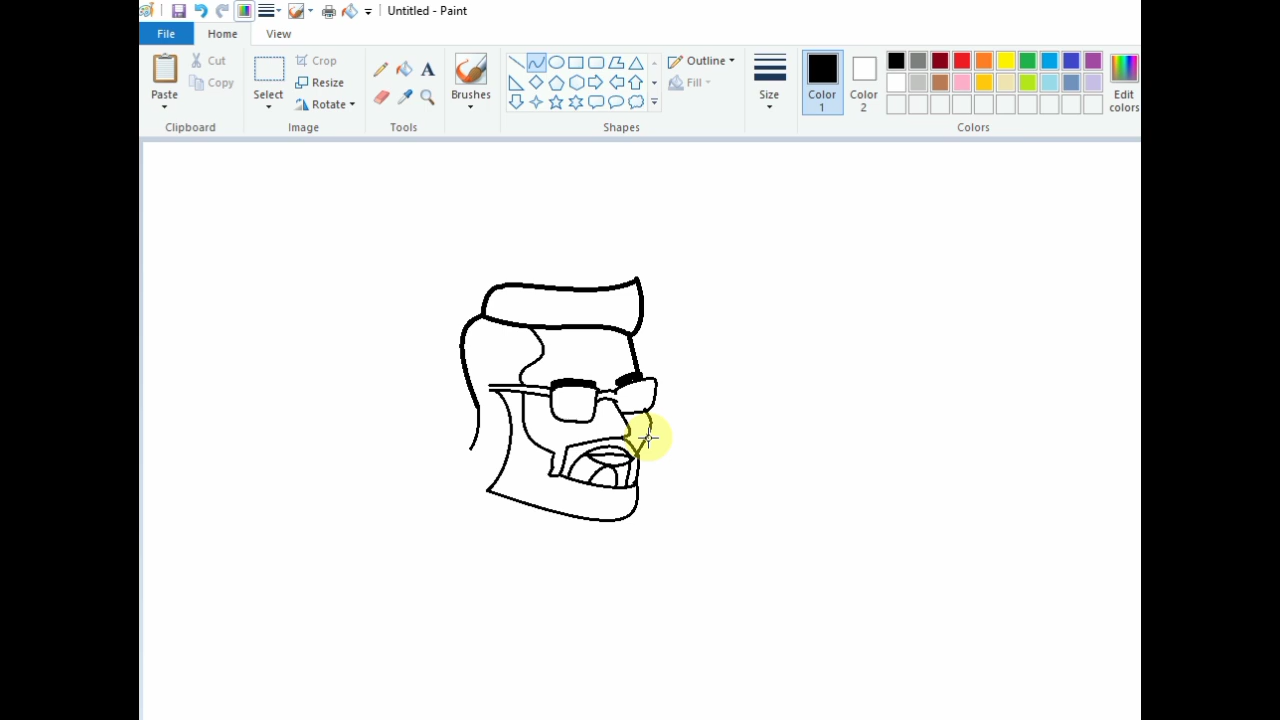 Untitled - Paint
File Home View
Paste
Cut
Copy
Clipboard
Select
Crop
Resize
Rotate
Image
A
Tools
Brushes
Outline
Fill
Shapes
Size
Color
1
Color
2
Edit
colors
Colors